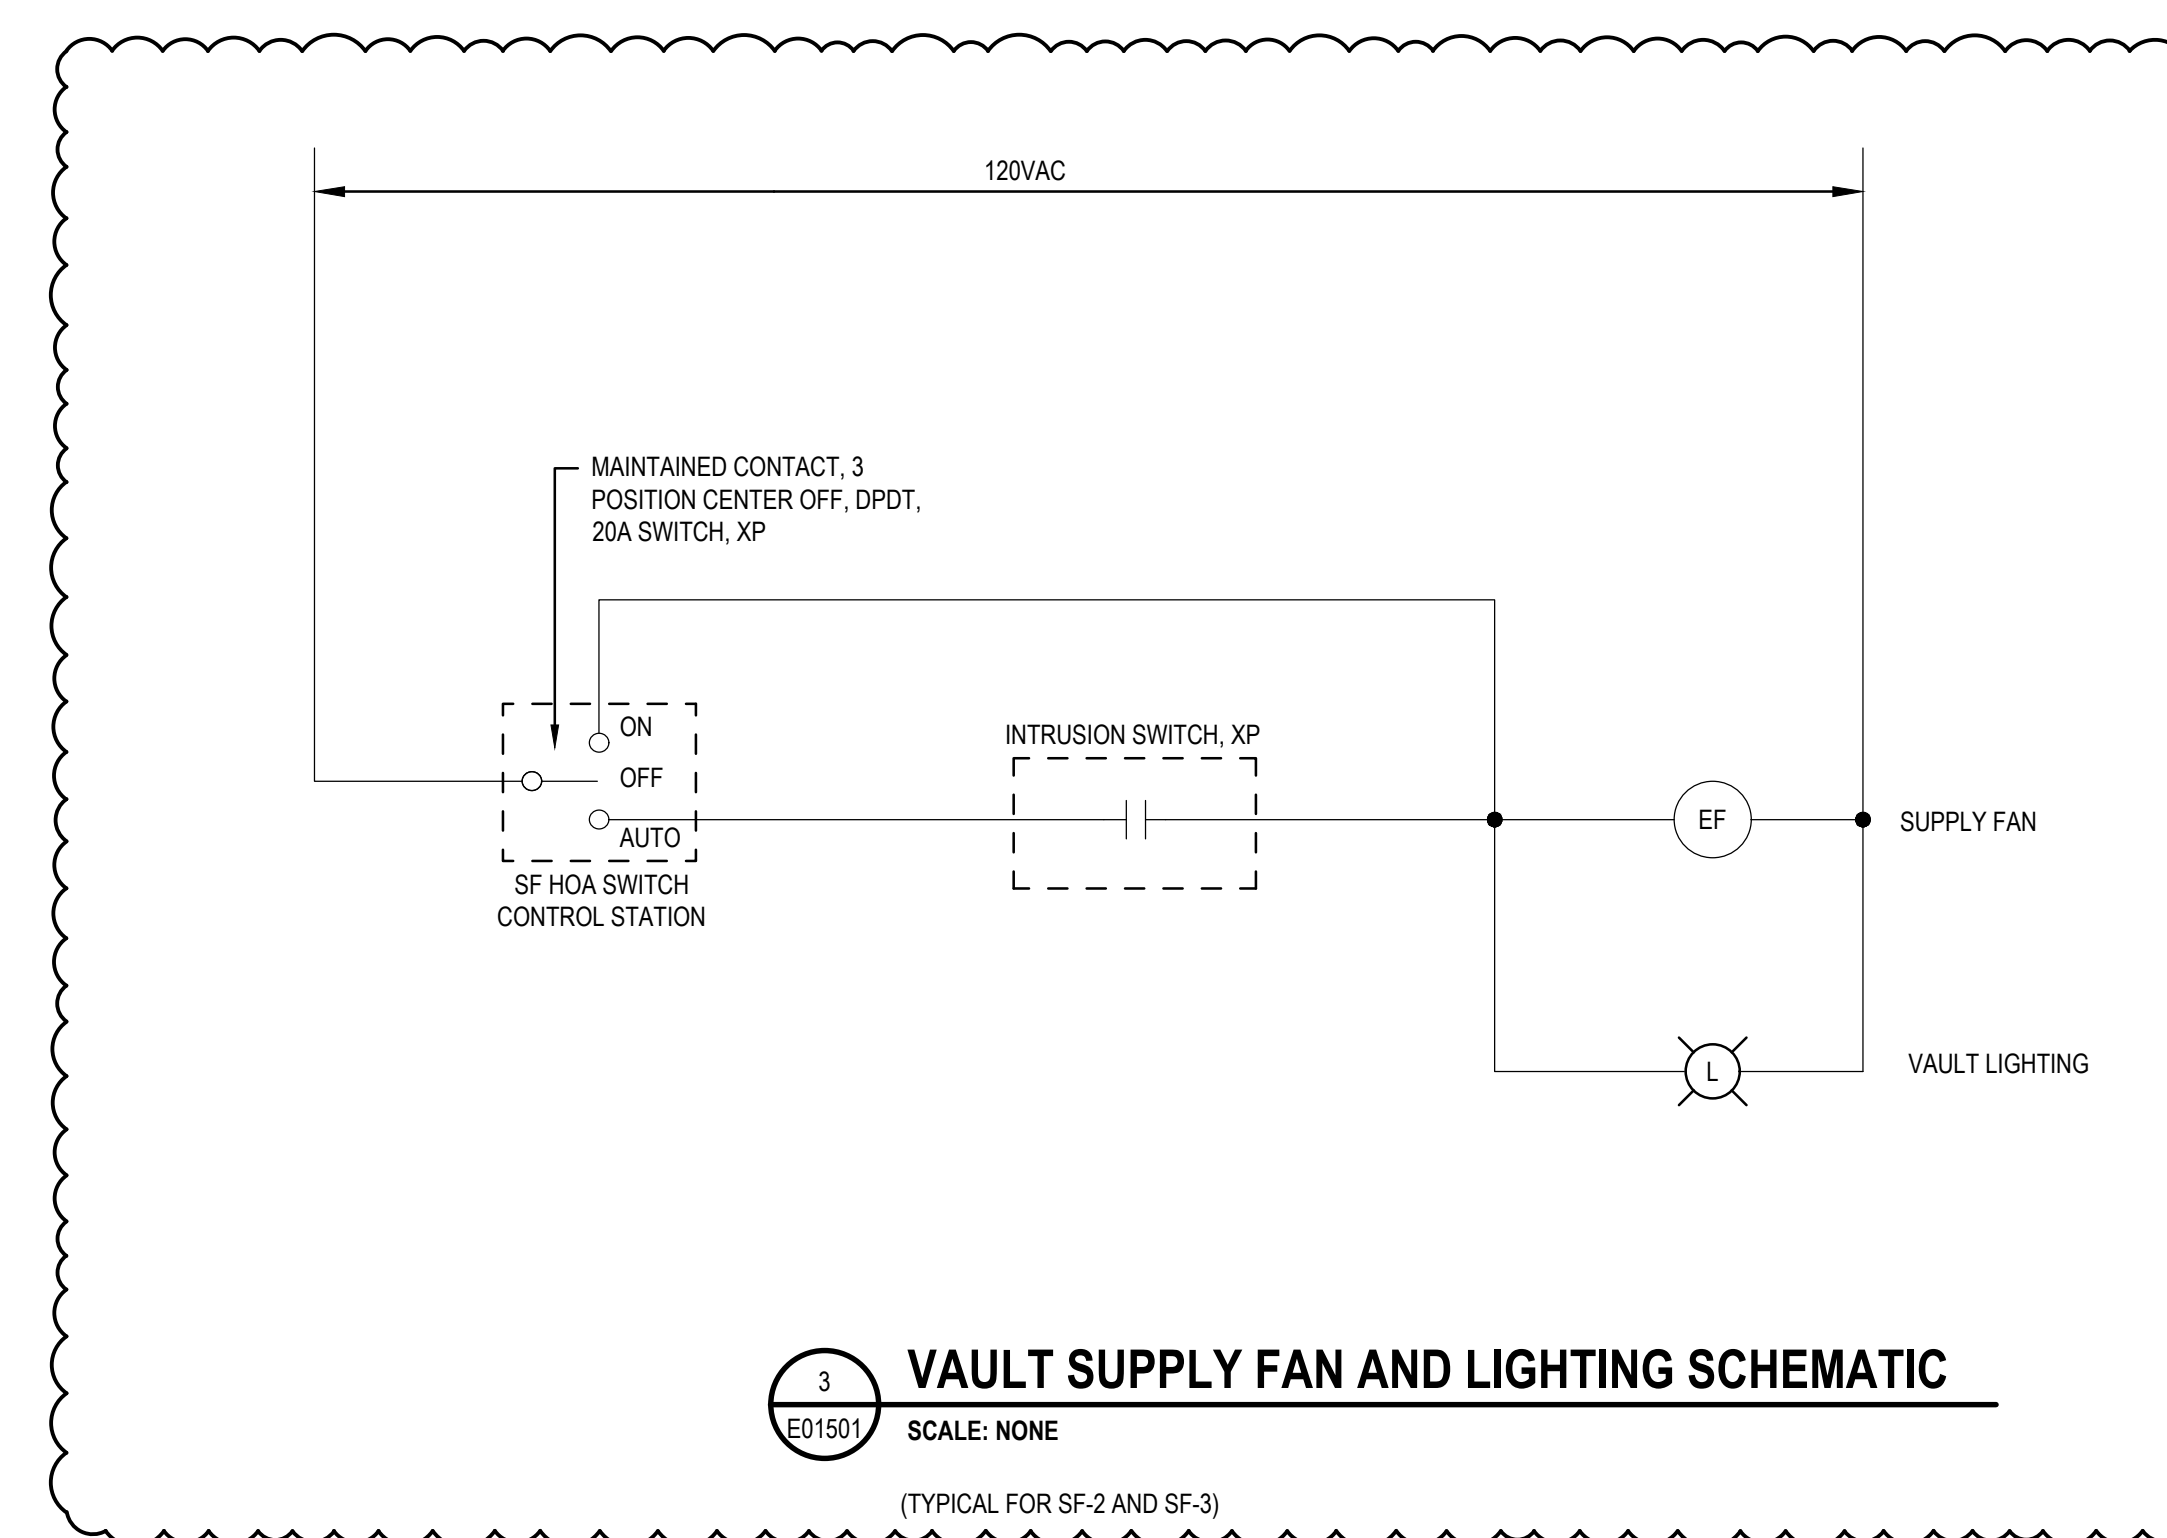 120VAC
MAINTAINED CONTACT, 3
POSITION CENTER OFF, DPDT,
20A SWITCH, XP
ON
OFF
AUTO
SF HOA SWITCH
CONTROL STATION
INTRUSION SWITCH, XP
EF
SUPPLY FAN
L
VAULT LIGHTING
3
E01501
VAULT SUPPLY FAN AND LIGHTING SCHEMATIC
SCALE: NONE
(TYPICAL FOR SF-2 AND SF-3)